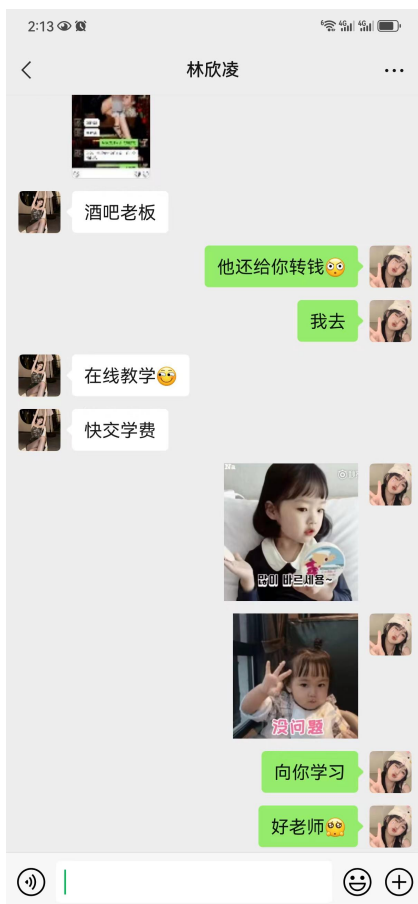 2:13
林欣凌
酒吧老板
他还给你转钱
我去
在线教学
快交学费
많이 바르세용~
没问题
向你学习
好老师